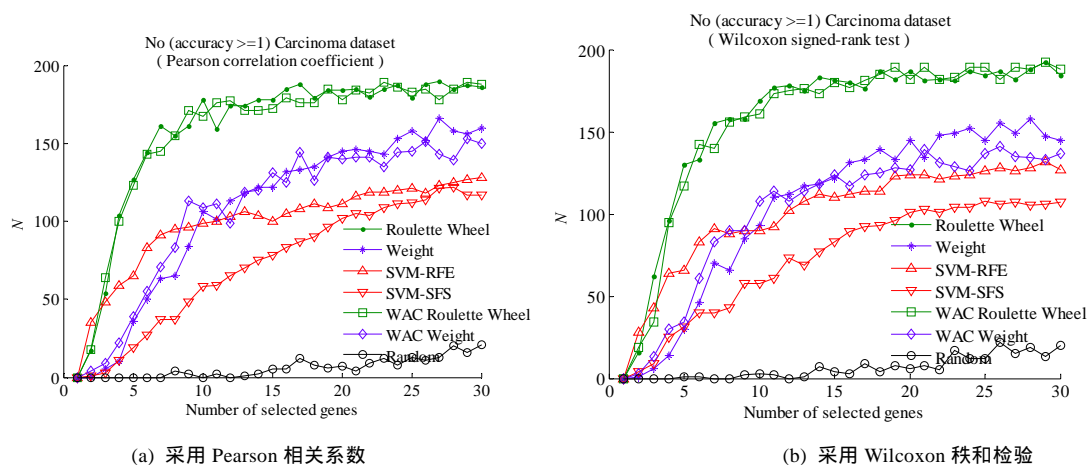 No (accuracy >=1) Carcinoma dataset
( Pearson correlation coefficient )
200
150
100
50
0
N
0 5 10 15 20 25 30
Number of selected genes
Roulette Wheel
Weight
SVM-RFE
SVM-SFS
WAC Roulette Wheel
WAC Weight
Random
(a) 采用 Pearson 相关系数
No (accuracy >=1) Carcinoma dataset
( Wilcoxon signed-rank test )
200
150
100
50
0
N
0 5 10 15 20 25 30
Number of selected genes
Roulette Wheel
Weight
SVM-RFE
SVM-SFS
WAC Roulette Wheel
WAC Weight
Random
(b) 采用 Wilcoxon 秩和检验